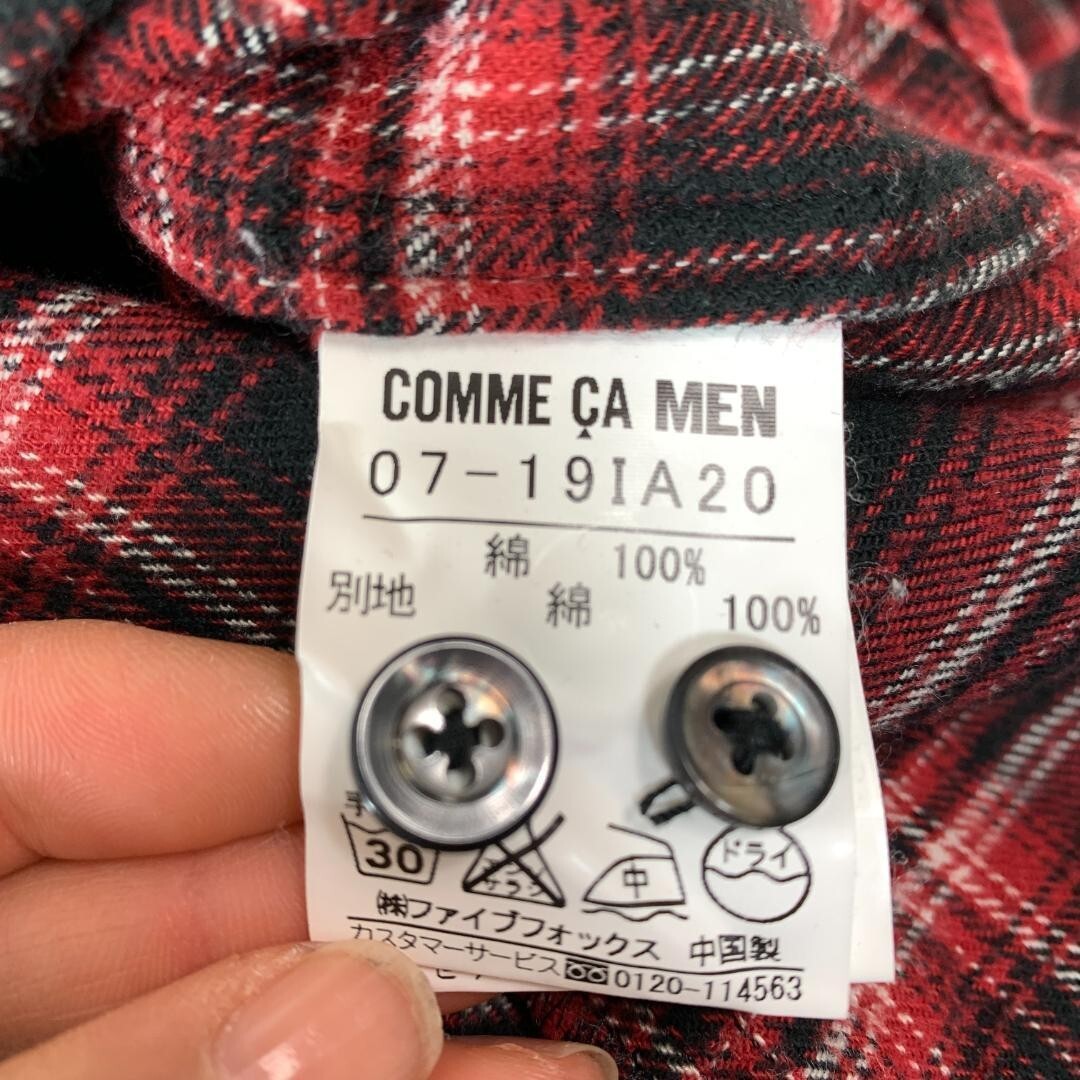 COMME ÇA MEN
07-19IA20
綿 100%
別地 綿 100%
手
30
エンソ
サラシ
中
ドライ
㈱ファイブフォックス 中国製
カスタマーサービス 0120-114563